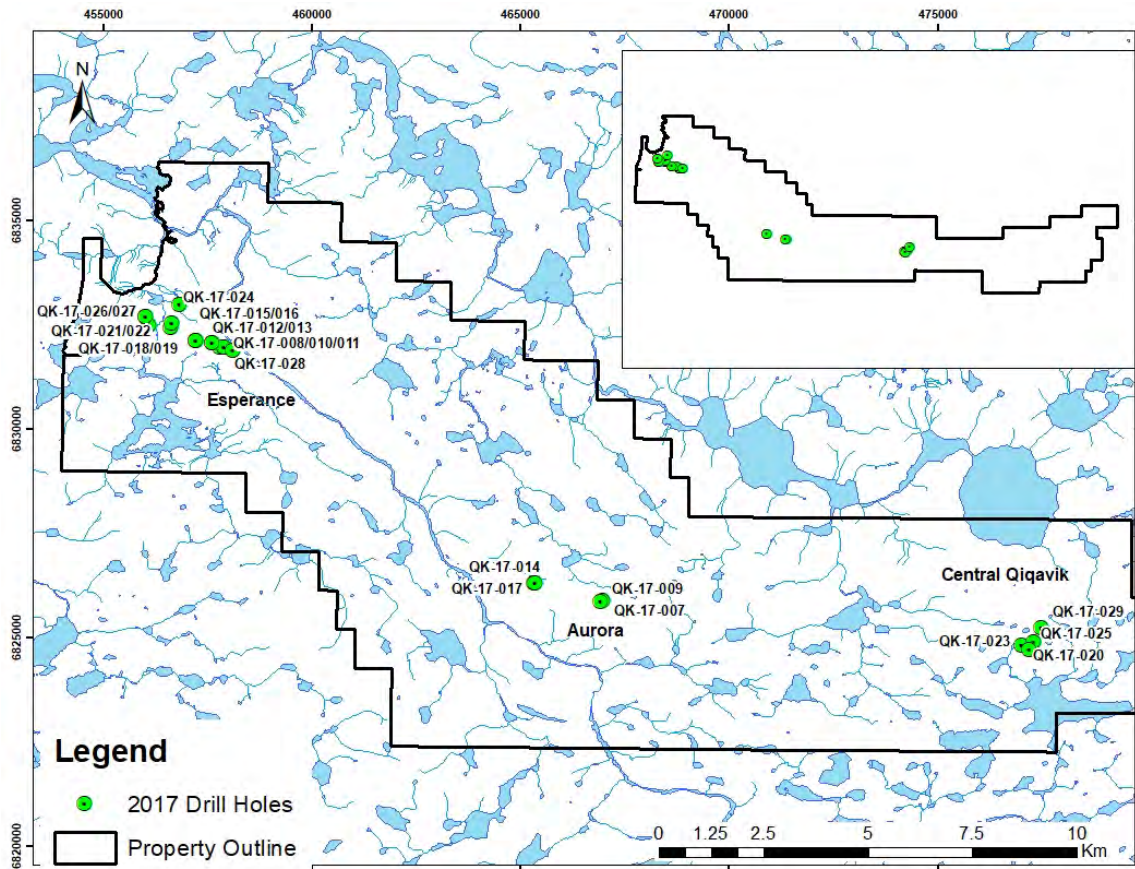 455000
460000
465000
470000
475000
N
6835000
6830000
6825000
6820000
QK-17-024
QK-17-026/027
QK-17-015/016
QK-17-021/022
QK-17-012/013
QK-17-018/019
QK-17-008/010/011
QK-17-028
Esperance
QK-17-014
QK-17-017
QK-17-009
QK-17-007
Aurora
Central Qiqavik
QK-17-029
QK-17-023
QK-17-025
QK-17-020
Legend
2017 Drill Holes
Property Outline
0 1.25 2.5 5 7.5 10
Km